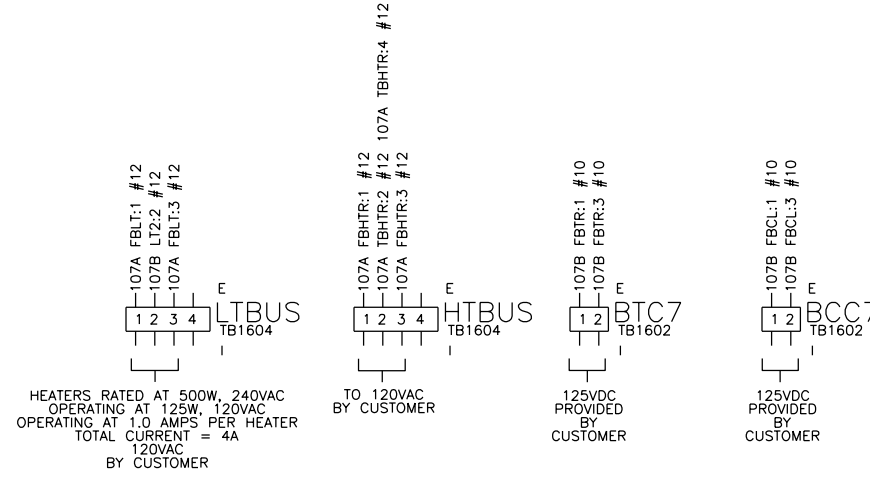 107A FBLT:1 #12
107B LT2:2 #12
107A FBLT:3 #12
E
1 2 3 4
LTBUS
TB1604
I
HEATERS RATED AT 500W, 240VAC
OPERATING AT 125W, 120VAC
OPERATING AT 1.0 AMPS PER HEATER
TOTAL CURRENT = 4A
120VAC
BY CUSTOMER
107A FBHTR:1 #12
107A TBHTR:2 #12 107A TBHTR:4 #12
107A FBHTR:3 #12
E
1 2 3 4
HTBUS
TB1604
I
TO 120VAC
BY CUSTOMER
107B FBTR:1 #10
107B FBTR:3 #10
E
1 2
BTC7
TB1602
I
125VDC
PROVIDED
BY
CUSTOMER
107B FBCL:1 #10
107B FBCL:3 #10
E
1 2
BCC7
TB1602
I
125VDC
PROVIDED
BY
CUSTOMER